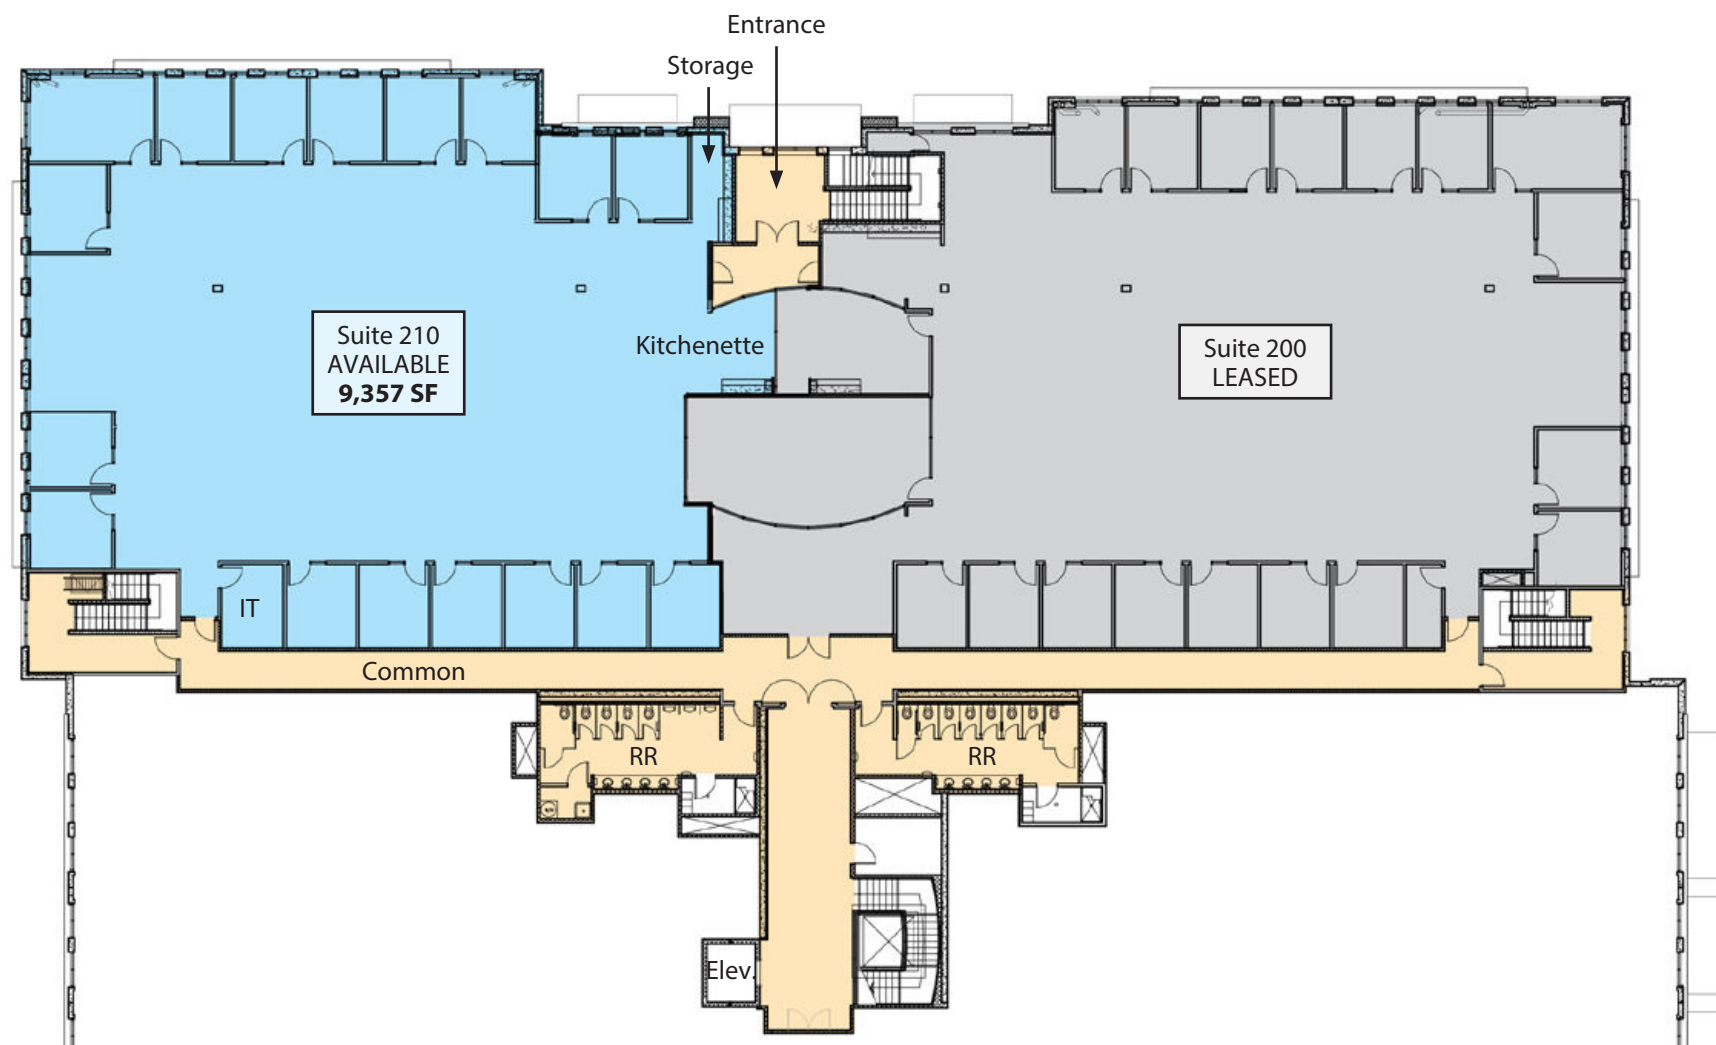 Entrance
Storage
Suite 210
AVAILABLE
9,357 SF
Kitchenette
Suite 200
LEASED
IT
Common
RR
RR
Elev.